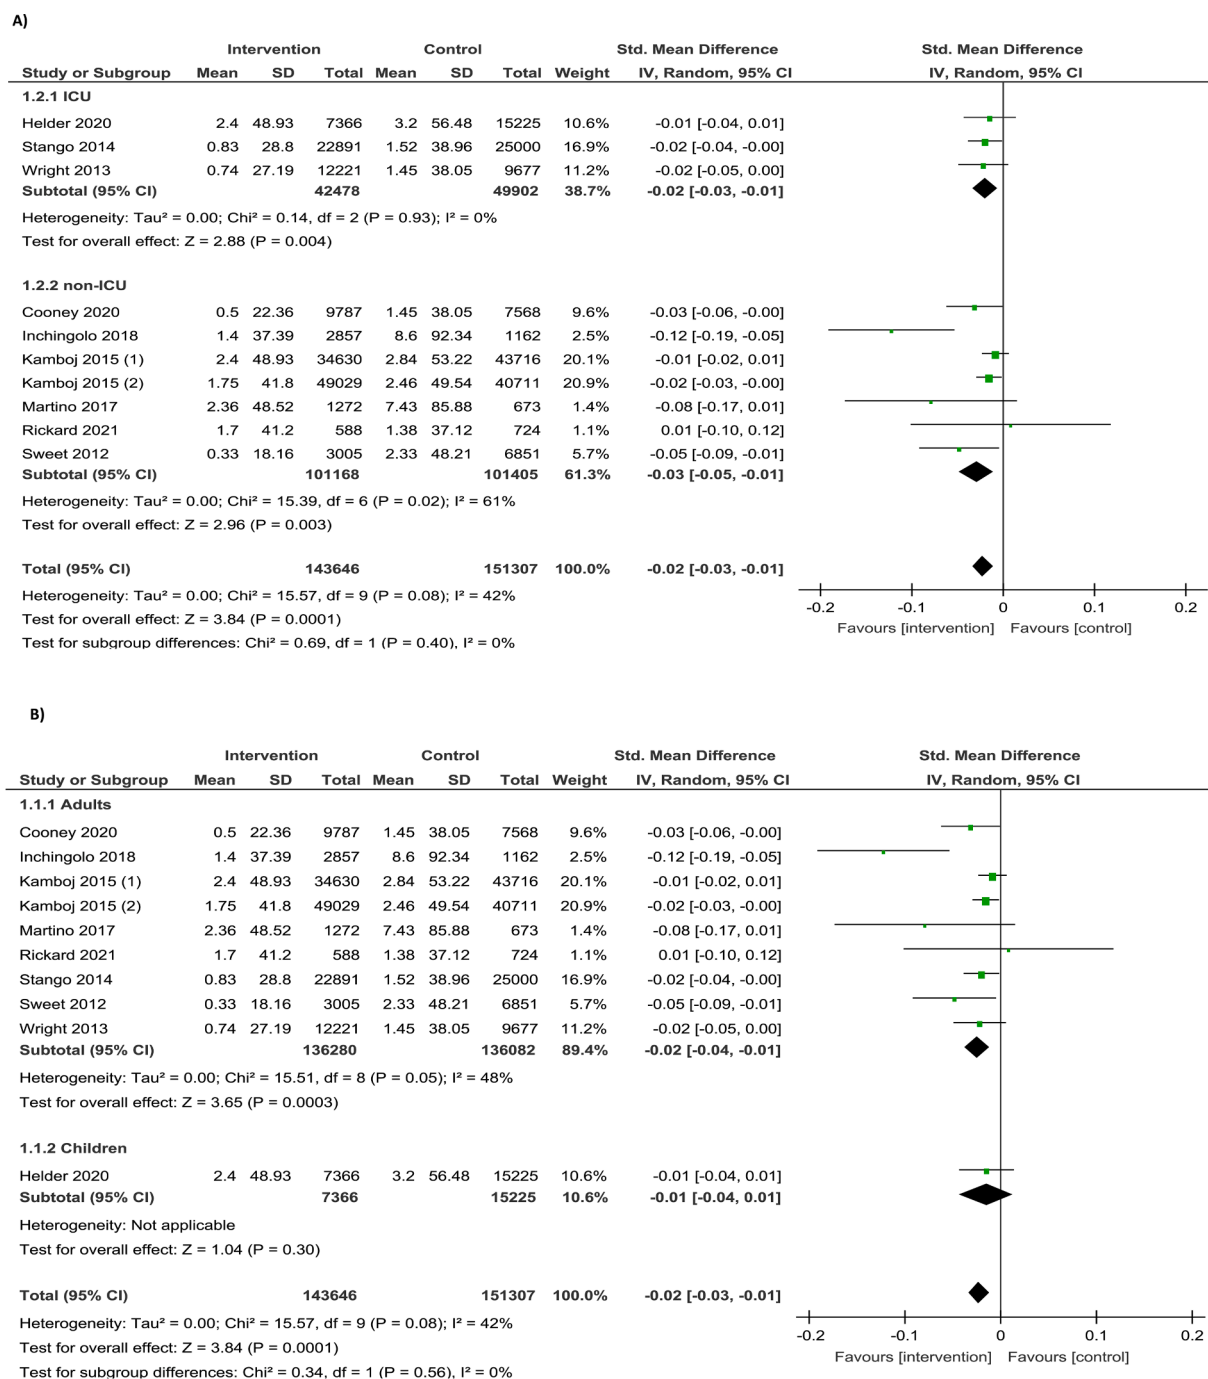 A)
Intervention Control Std. Mean Difference Std. Mean Difference
Study or Subgroup Mean SD Total Mean SD Total Weight IV, Random, 95% CI IV, Random, 95% CI
1.2.1 ICU
Helder 2020 2.4 48.93 7366 3.2 56.48 15225 10.6% -0.01 [-0.04, 0.01]
Stango 2014 0.83 28.8 22891 1.52 38.96 25000 16.9% -0.02 [-0.04, -0.00]
Wright 2013 0.74 27.19 12221 1.45 38.05 9677 11.2% -0.02 [-0.05, 0.00]
Subtotal (95% CI) 42478 49902 38.7% -0.02 [-0.03, -0.01]
Heterogeneity: Tau² = 0.00; Chi² = 0.14, df = 2 (P = 0.93); I² = 0%
Test for overall effect: Z = 2.88 (P = 0.004)
1.2.2 non-ICU
Cooney 2020 0.5 22.36 9787 1.45 38.05 7568 9.6% -0.03 [-0.06, -0.00]
Inchingolo 2018 1.4 37.39 2857 8.6 92.34 1162 2.5% -0.12 [-0.19, -0.05]
Kamboj 2015 (1) 2.4 48.93 34630 2.84 53.22 43716 20.1% -0.01 [-0.02, 0.01]
Kamboj 2015 (2) 1.75 41.8 49029 2.46 49.54 40711 20.9% -0.02 [-0.03, -0.00]
Martino 2017 2.36 48.52 1272 7.43 85.88 673 1.4% -0.08 [-0.17, 0.01]
Rickard 2021 1.7 41.2 588 1.38 37.12 724 1.1% 0.01 [-0.10, 0.12]
Sweet 2012 0.33 18.16 3005 2.33 48.21 6851 5.7% -0.05 [-0.09, -0.01]
Subtotal (95% CI) 101168 101405 61.3% -0.03 [-0.05, -0.01]
Heterogeneity: Tau² = 0.00; Chi² = 15.39, df = 6 (P = 0.02); I² = 61%
Test for overall effect: Z = 2.96 (P = 0.003)
Total (95% CI) 143646 151307 100.0% -0.02 [-0.03, -0.01]
Heterogeneity: Tau² = 0.00; Chi² = 15.57, df = 9 (P = 0.08); I² = 42%
Test for overall effect: Z = 3.84 (P = 0.0001)
Test for subgroup differences: Chi² = 0.69, df = 1 (P = 0.40), I² = 0%
-0.2 -0.1 0 0.1 0.2
Favours [intervention] Favours [control]
B)
Intervention Control Std. Mean Difference Std. Mean Difference
Study or Subgroup Mean SD Total Mean SD Total Weight IV, Random, 95% CI IV, Random, 95% CI
1.1.1 Adults
Cooney 2020 0.5 22.36 9787 1.45 38.05 7568 9.6% -0.03 [-0.06, -0.00]
Inchingolo 2018 1.4 37.39 2857 8.6 92.34 1162 2.5% -0.12 [-0.19, -0.05]
Kamboj 2015 (1) 2.4 48.93 34630 2.84 53.22 43716 20.1% -0.01 [-0.02, 0.01]
Kamboj 2015 (2) 1.75 41.8 49029 2.46 49.54 40711 20.9% -0.02 [-0.03, -0.00]
Martino 2017 2.36 48.52 1272 7.43 85.88 673 1.4% -0.08 [-0.17, 0.01]
Rickard 2021 1.7 41.2 588 1.38 37.12 724 1.1% 0.01 [-0.10, 0.12]
Stango 2014 0.83 28.8 22891 1.52 38.96 25000 16.9% -0.02 [-0.04, -0.00]
Sweet 2012 0.33 18.16 3005 2.33 48.21 6851 5.7% -0.05 [-0.09, -0.01]
Wright 2013 0.74 27.19 12221 1.45 38.05 9677 11.2% -0.02 [-0.05, 0.00]
Subtotal (95% CI) 136280 136082 89.4% -0.02 [-0.04, -0.01]
Heterogeneity: Tau² = 0.00; Chi² = 15.51, df = 8 (P = 0.05); I² = 48%
Test for overall effect: Z = 3.65 (P = 0.0003)
1.1.2 Children
Helder 2020 2.4 48.93 7366 3.2 56.48 15225 10.6% -0.01 [-0.04, 0.01]
Subtotal (95% CI) 7366 15225 10.6% -0.01 [-0.04, 0.01]
Heterogeneity: Not applicable
Test for overall effect: Z = 1.04 (P = 0.30)
Total (95% CI) 143646 151307 100.0% -0.02 [-0.03, -0.01]
Heterogeneity: Tau² = 0.00; Chi² = 15.57, df = 9 (P = 0.08); I² = 42%
Test for overall effect: Z = 3.84 (P = 0.0001)
Test for subgroup differences: Chi² = 0.34, df = 1 (P = 0.56), I² = 0%
-0.2 -0.1 0 0.1 0.2
Favours [intervention] Favours [control]